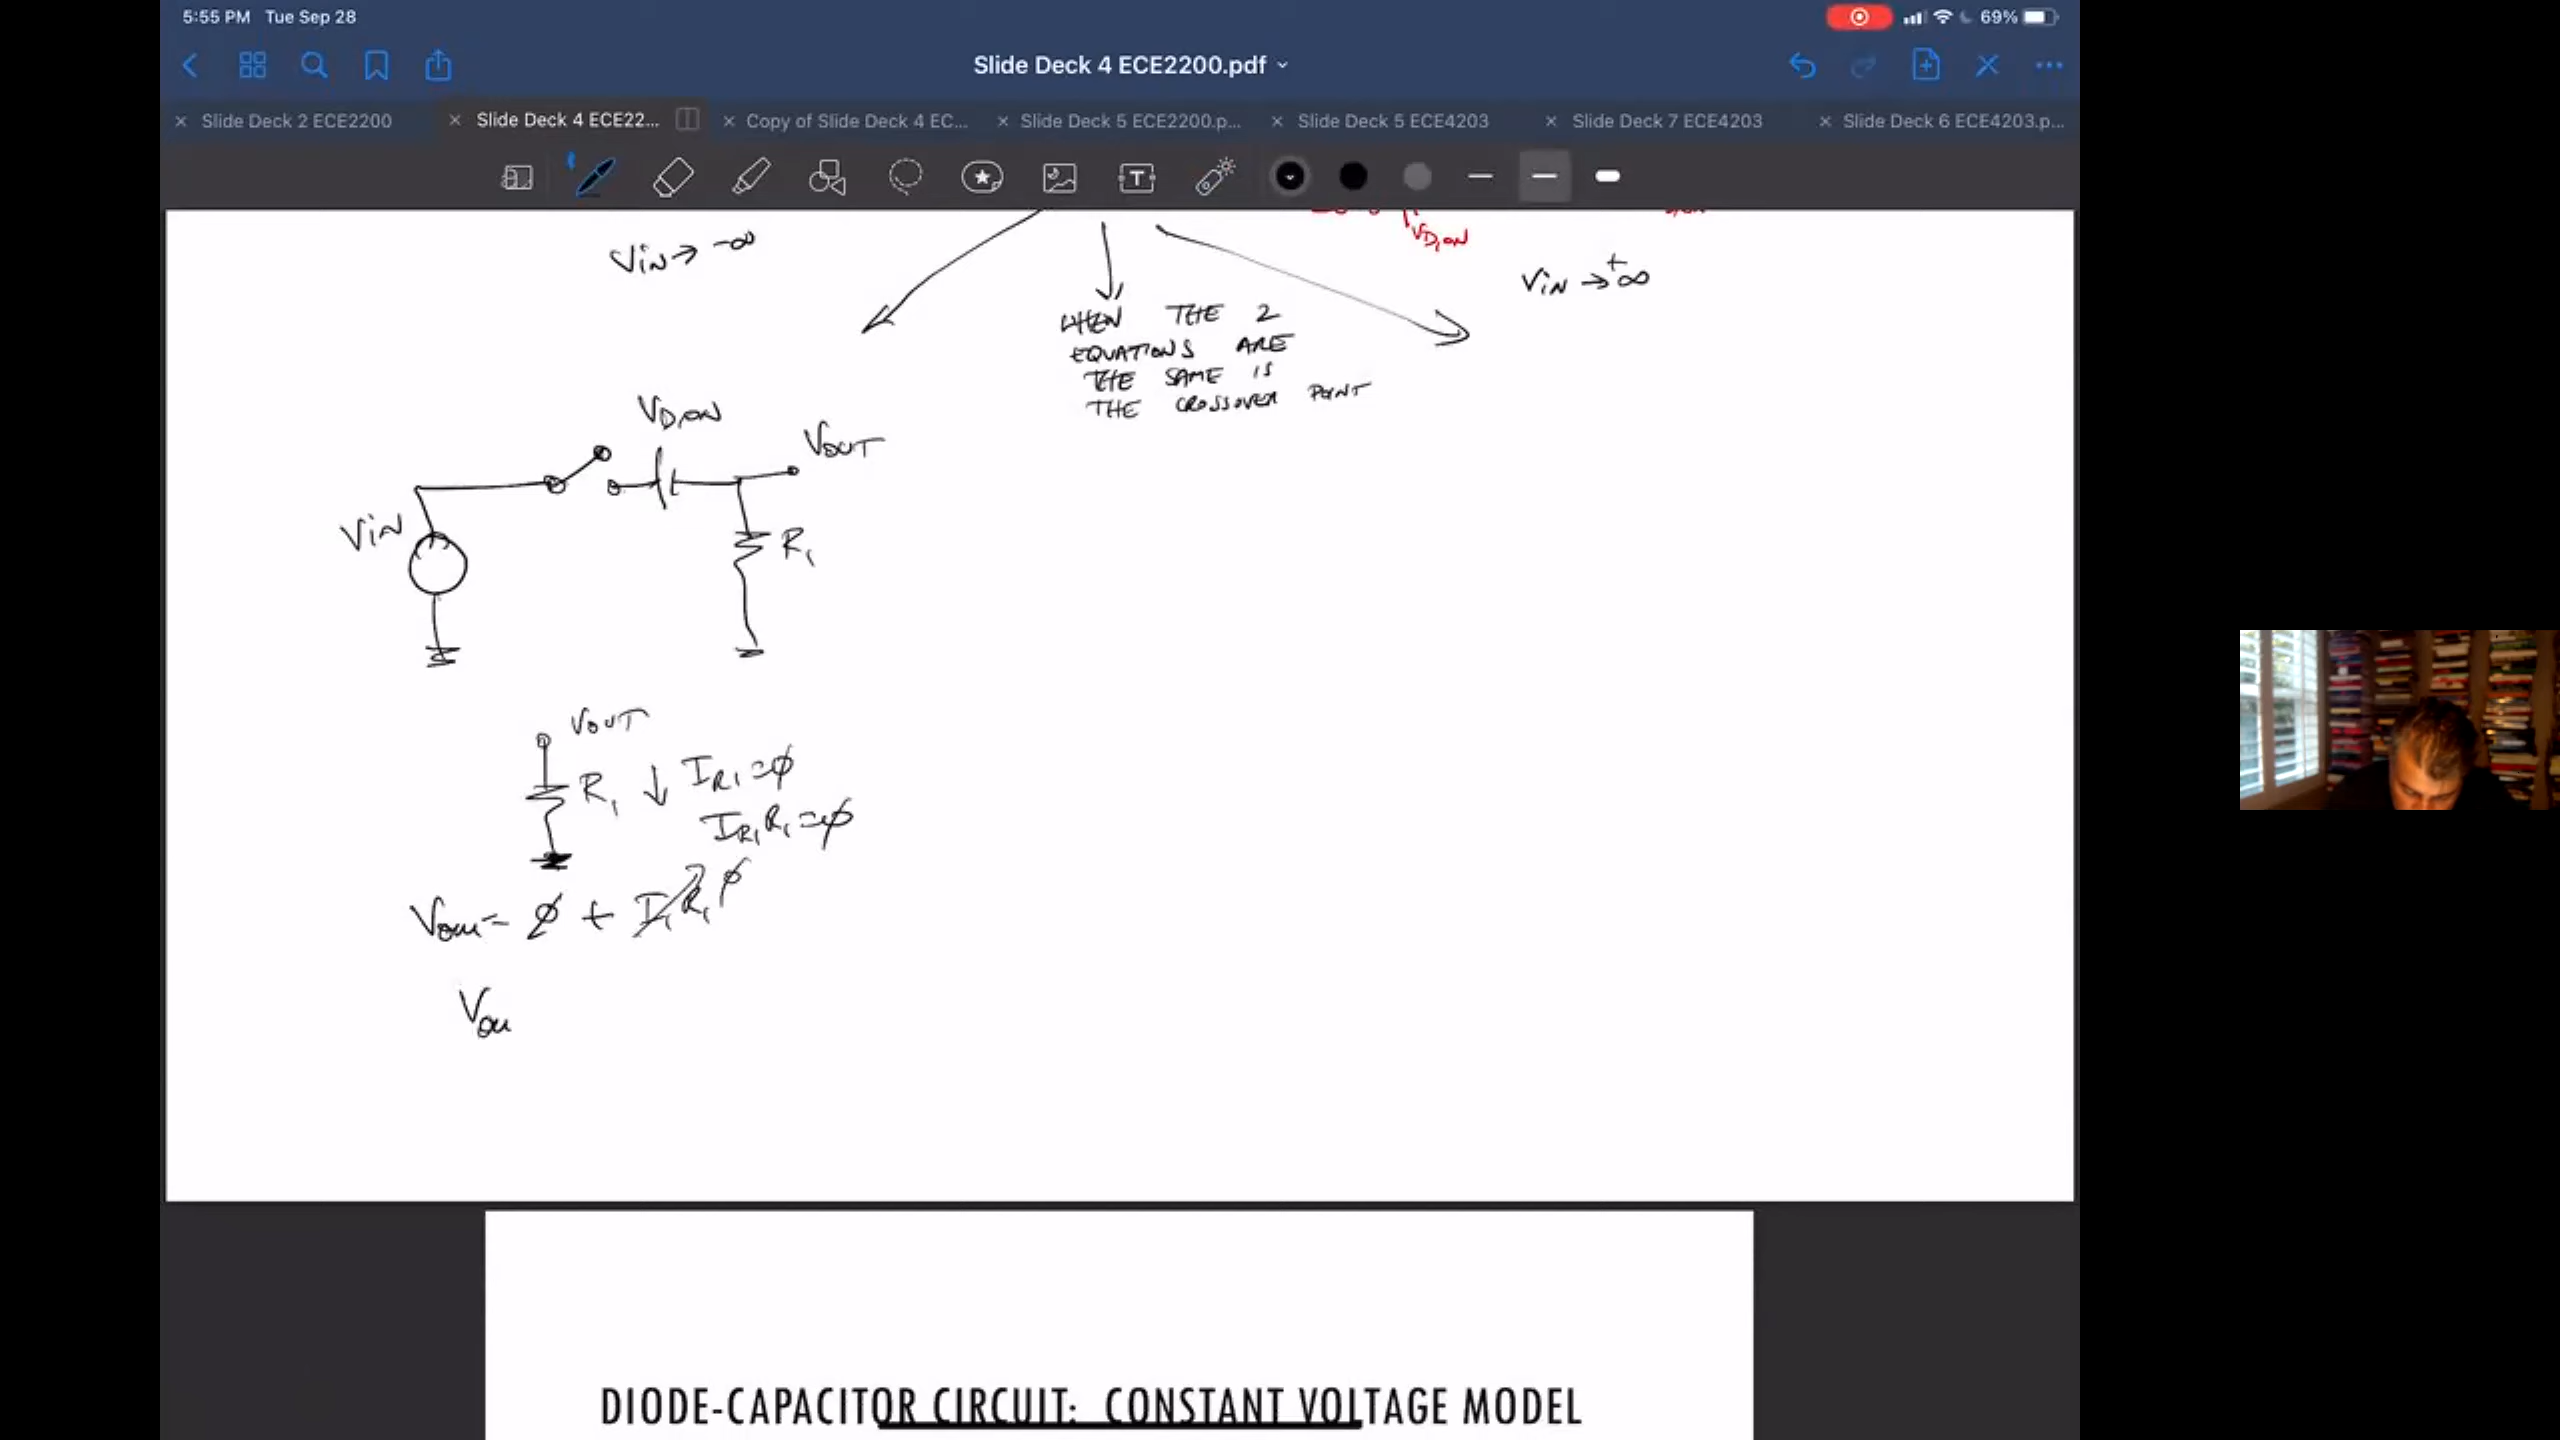 5:55 PM Tue Sep 28
69%
Slide Deck 4 ECE2200.pdf
Slide Deck 2 ECE2200
Slide Deck 4 ECE22...
Copy of Slide Deck 4 EC...
Slide Deck 5 ECE2200.p...
Slide Deck 5 ECE4203
Slide Deck 7 ECE4203
Slide Deck 6 ECE4203.p...
T
VD,ON
Vin → -∞
Vin → +∞
WHEN THE 2
EQUATIONS ARE
THE SAME IS
THE CROSSOVER POINT
VD,ON
VOUT
Vin
R1
VOUT
R1 ↓ IR1=φ
IR1R1=φ
Vou= φ + I1R1 φ
Vou
DIODE-CAPACITOR CIRCUIT: CONSTANT VOLTAGE MODEL